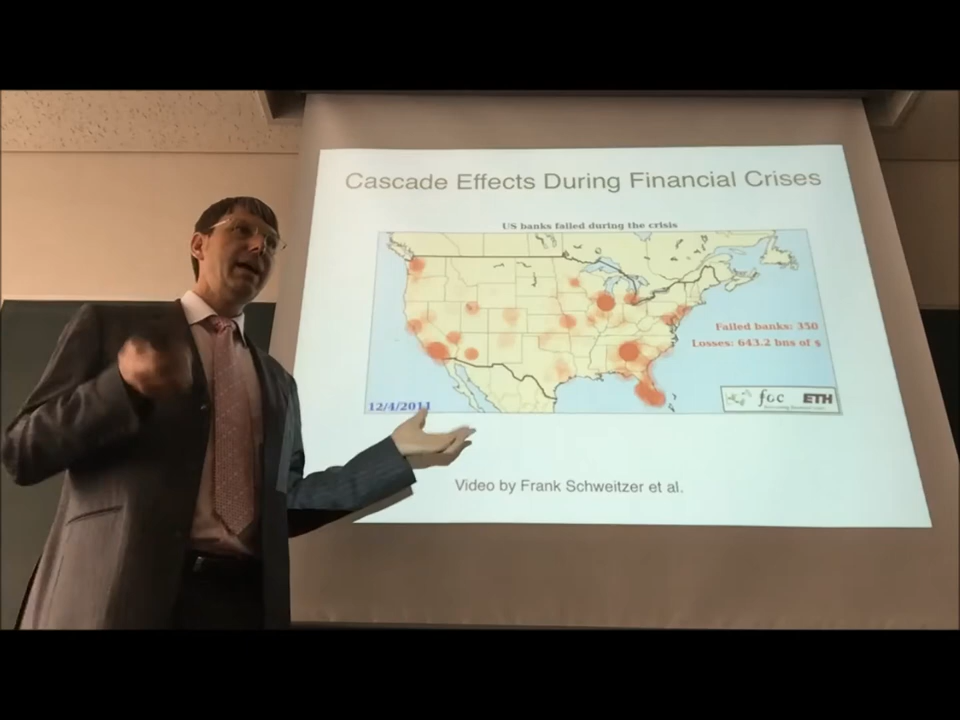 Cascade Effects During Financial Crises
US banks failed during the crisis
Failed banks: 350
Losses: 643.2 bns of $
12/4/2011
foc ETH
Video by Frank Schweitzer et al.